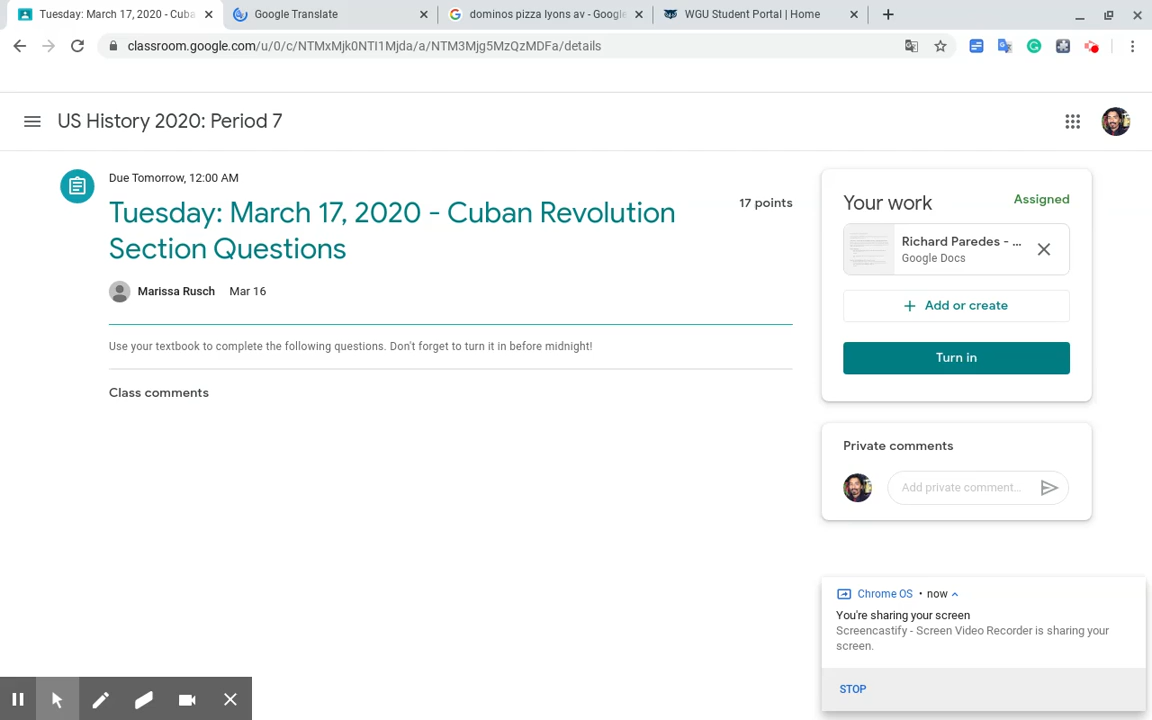 Tuesday: March 17, 2020 - Cuba
Google Translate
dominos pizza lyons av - Google
WGU Student Portal | Home
classroom.google.com/u/0/c/NTMxMjk0NTI1Mjda/a/NTM3Mjg5MzQzMDFa/details
US History 2020: Period 7
Due Tomorrow, 12:00 AM
Tuesday: March 17, 2020 - Cuban Revolution
Section Questions
17 points
Marissa Rusch Mar 16
Use your textbook to complete the following questions. Don't forget to turn it in before midnight!
Class comments
Your work
Assigned
Richard Paredes - ...
Google Docs
Add or create
Turn in
Private comments
Add private comment...
Chrome OS • now
You're sharing your screen
Screencastify - Screen Video Recorder is sharing your
screen.
STOP